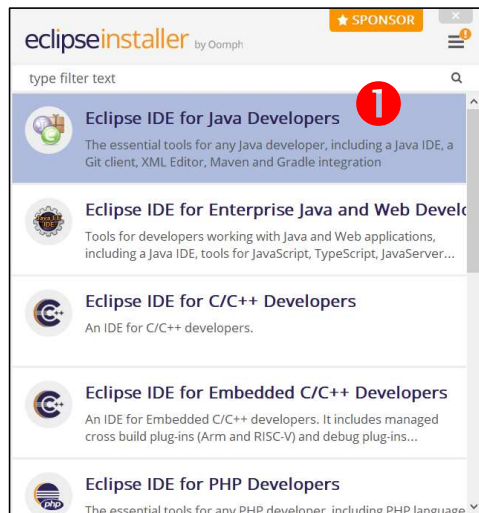 ★ SPONSOR
eclipseinstaller by Oomph
type filter text
1
Eclipse IDE for Java Developers
The essential tools for any Java developer, including a Java IDE, a
Git client, XML Editor, Maven and Gradle integration
Java EE
IDE
Eclipse IDE for Enterprise Java and Web Develo
Tools for developers working with Java and Web applications,
including a Java IDE, tools for JavaScript, TypeScript, JavaServer...
C++
Eclipse IDE for C/C++ Developers
An IDE for C/C++ developers.
C++
Eclipse IDE for Embedded C/C++ Developers
An IDE for Embedded C/C++ developers. It includes managed
cross build plug-ins (Arm and RISC-V) and debug plug-ins...
php
Eclipse IDE for PHP Developers
The essential tools for any PHP developer, including PHP language